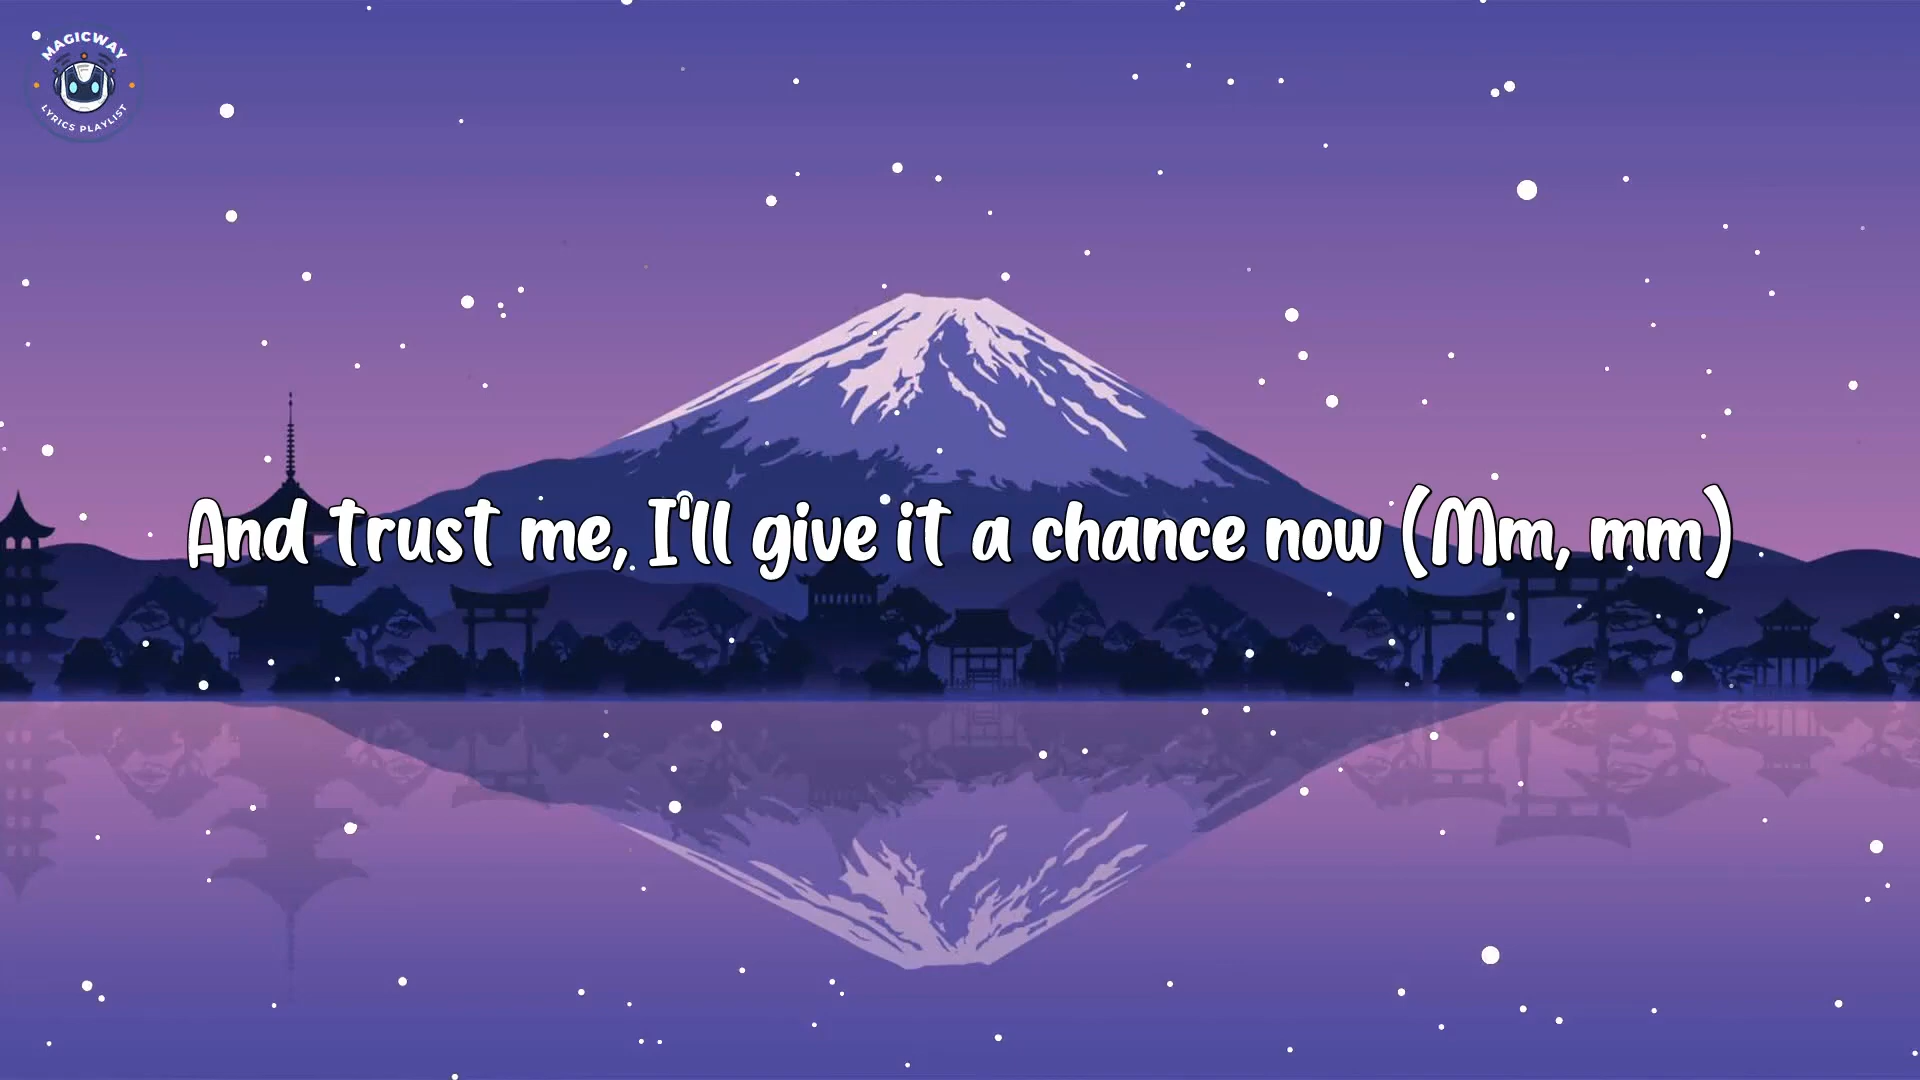 MAGICWAY
LYRICS PLAYLIST
And trust me, I'll give it a chance now (Mm, mm)